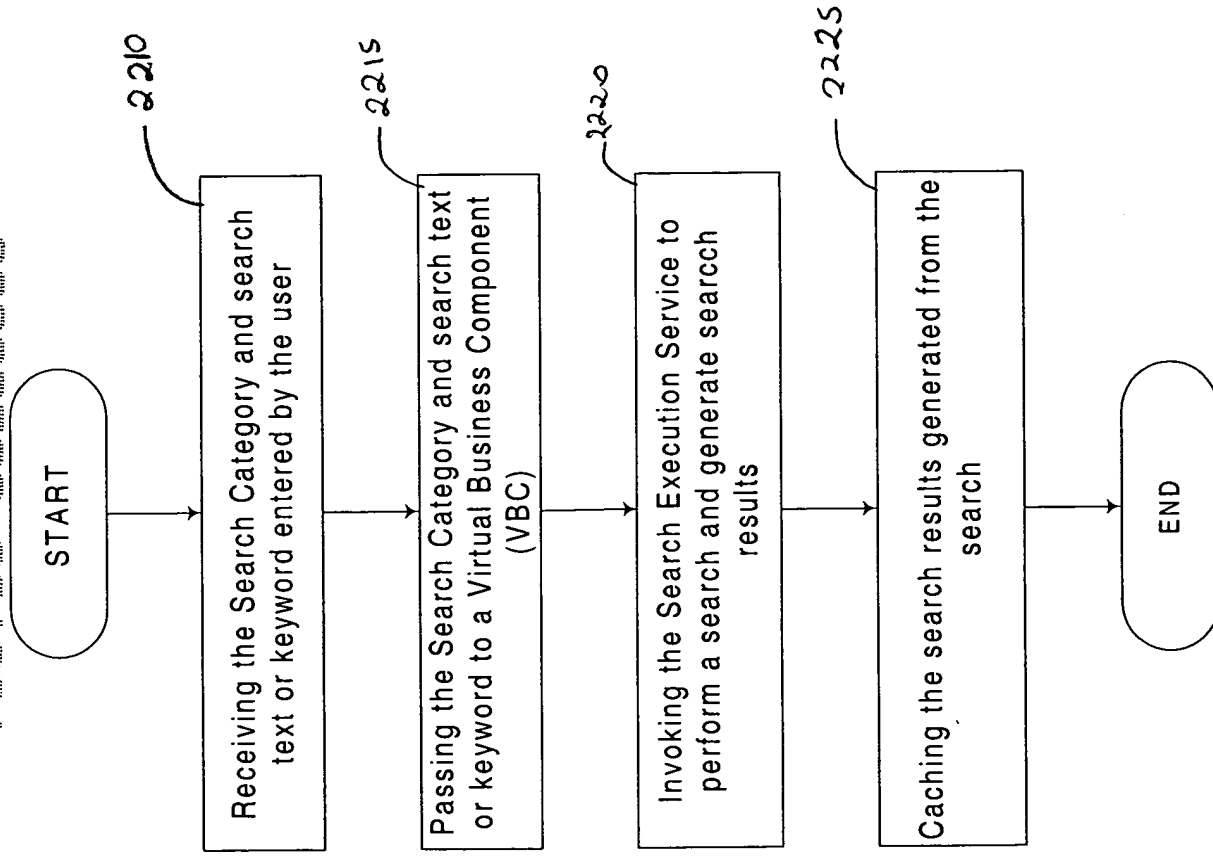 START
2210
Receiving the Search Category and search
text or keyword entered by the user
2215
Passing the Search Category and search text
or keyword to a Virtual Business Component
(VBC)
2220
Invoking the Search Execution Service to
perform a search and generate searcch
results
2225
Caching the search results generated from the
search
END